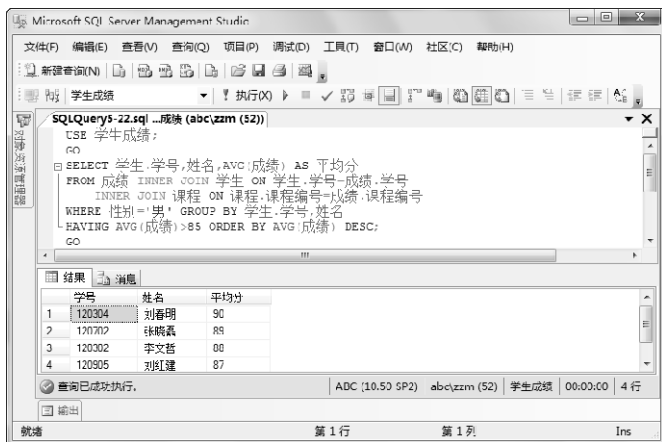 Microsoft SQL Server Management Studio
文件(F) 编辑(E) 查看(V) 查询(Q) 项目(P) 调试(D) 工具(T) 窗口(W) 社区(C) 帮助(H)
新建查询(N)
学生成绩 执行(X)
SQLQuery5-22.sql ...成绩 (abc\zzm (52))
对象资源管理器
USE 学生成绩;
GO
SELECT 学生.学号,姓名,AVG(成绩) AS 平均分
FROM 成绩 INNER JOIN 学生 ON 学生.学号=成绩.学号
INNER JOIN 课程 ON 课程.课程编号=成绩.课程编号
WHERE 性别='男' GROUP BY 学生.学号,姓名
HAVING AVG(成绩)>85 ORDER BY AVG(成绩) DESC;
GO
结果 消息
学号 姓名 平均分
1 120304 刘春明 90
2 120702 张晓磊 89
3 120302 李文哲 88
4 120905 刘红建 87
查询已成功执行。 ABC (10.50 SP2) abc\zzm (52) 学生成绩 00:00:00 4 行
输出
就绪 第 1 行 第 1 列 Ins